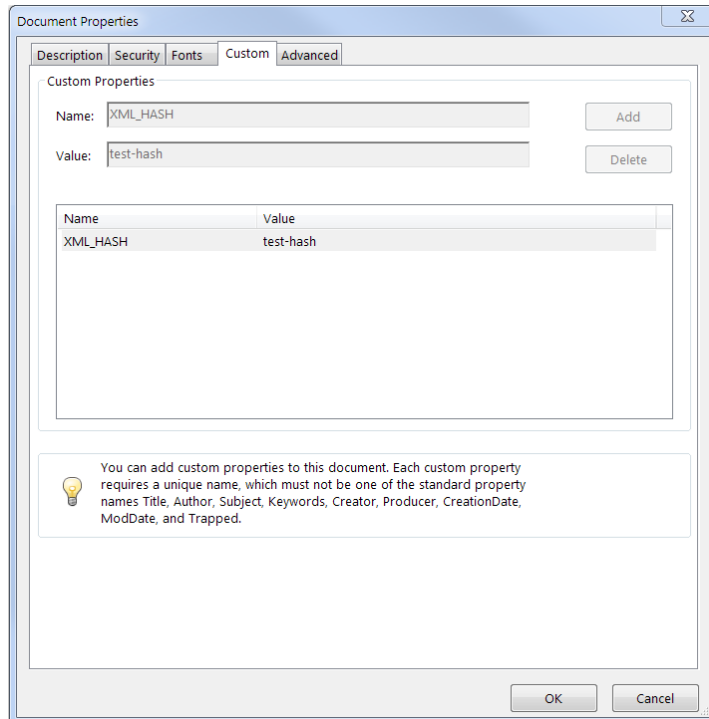 Document Properties
Description Security Fonts Custom Advanced
Custom Properties
Name: XML_HASH Add
Value: test-hash Delete
Name Value
XML_HASH test-hash
You can add custom properties to this document. Each custom property
requires a unique name, which must not be one of the standard property
names Title, Author, Subject, Keywords, Creator, Producer, CreationDate,
ModDate, and Trapped.
OK Cancel